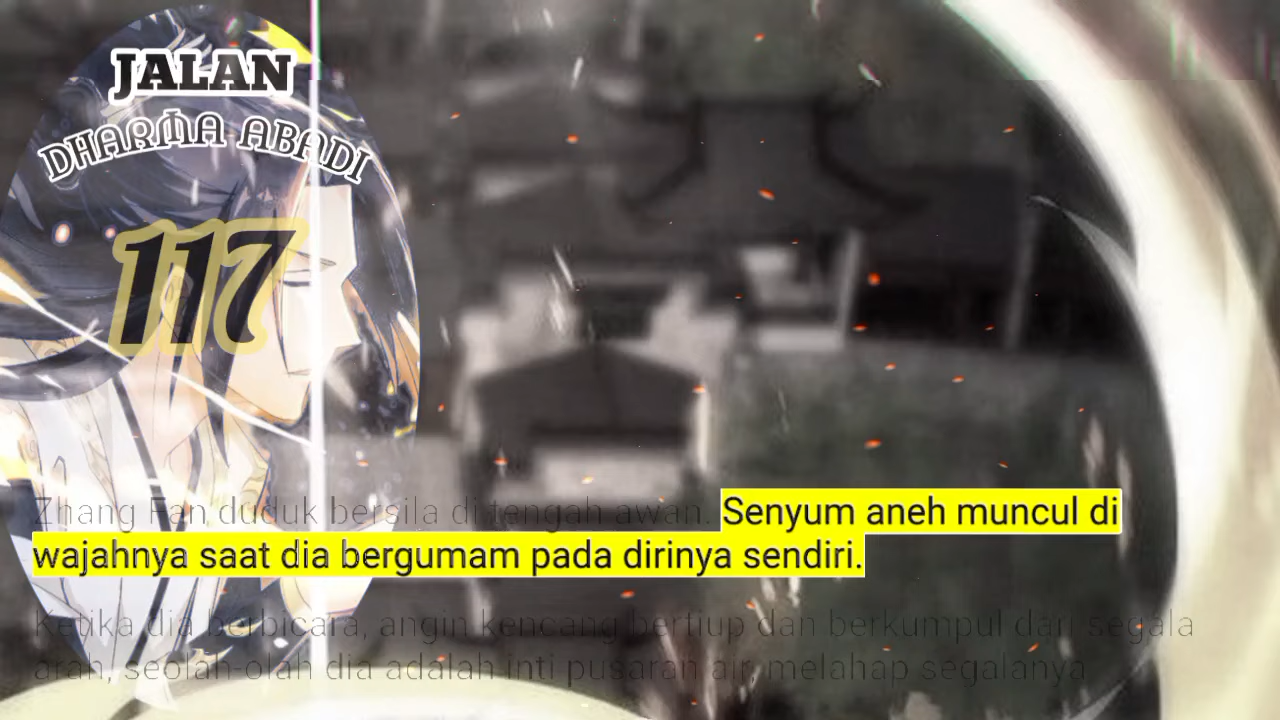 JALAN
DHARMA ABADI
117
Zhang Fan duduk bersila di tengah awan. Senyum aneh muncul di
wajahnya saat dia bergumam pada dirinya sendiri.
Ketika dia berbicara, angin kencang bertiup dan berkumpul dari segala
arah, seolah-olah dia adalah inti pusaran air, melahap segalanya